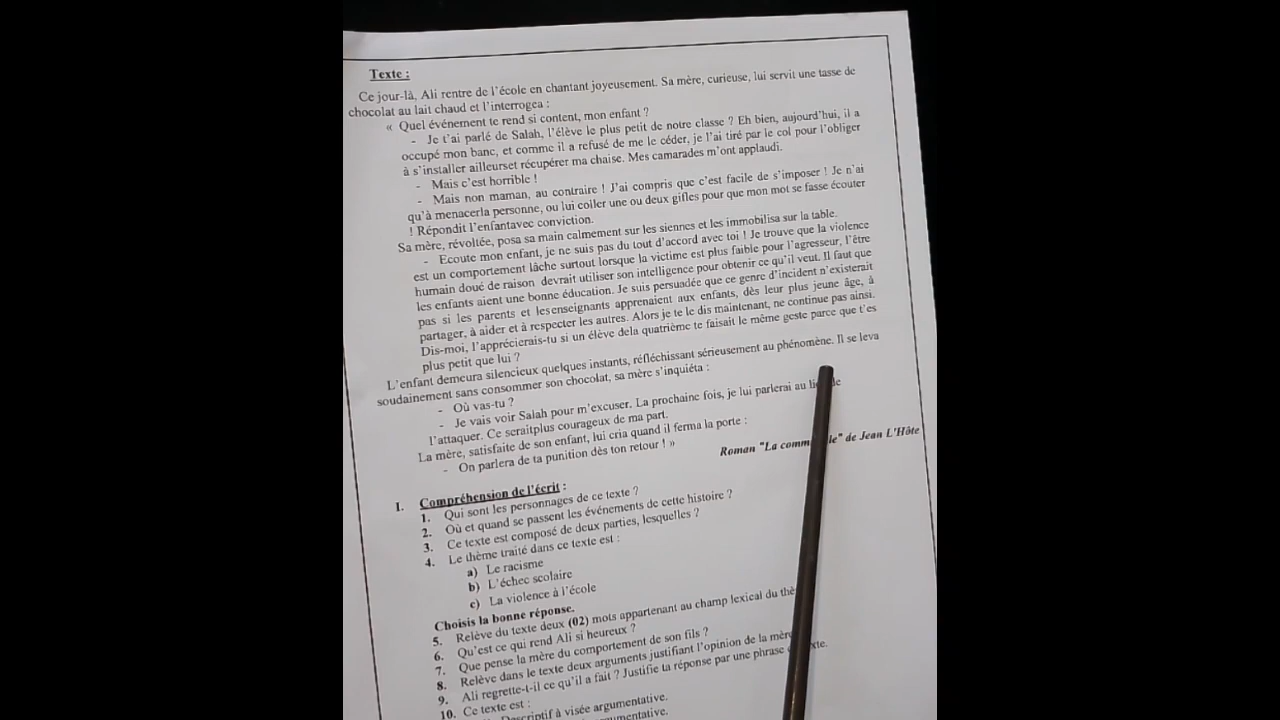 Texte :
Ce jour-là, Ali rentre de l'école en chantant joyeusement. Sa mère, curieuse, lui servit une tasse de
chocolat au lait chaud et l'interrogea :
« Quel événement te rend si content, mon enfant ?
- Je t'ai parlé de Salah, l'élève le plus petit de notre classe ? Eh bien, aujourd'hui, il a
occupé mon banc, et comme il a refusé de me le céder, je l'ai tiré par le col pour l'obliger
à s'installer ailleurset récupérer ma chaise. Mes camarades m'ont applaudi.
- Mais c'est horrible !
- Mais non maman, au contraire ! J'ai compris que c'est facile de s'imposer ! Je n'ai
qu'à menacerla personne, ou lui coller une ou deux gifles pour que mon mot se fasse écouter
! Répondit l'enfantavec conviction.
Sa mère, révoltée, posa sa main calmement sur les siennes et les immobilisa sur la table.
- Ecoute mon enfant, je ne suis pas du tout d'accord avec toi ! Je trouve que la violence
est un comportement lâche surtout lorsque la victime est plus faible pour l'agresseur, l'être
humain doué de raison devrait utiliser son intelligence pour obtenir ce qu'il veut. Il faut que
les enfants aient une bonne éducation. Je suis persuadée que ce genre d'incident n'existerait
pas si les parents et lesenseignants apprenaient aux enfants, dès leur plus jeune âge, à
partager, à aider et à respecter les autres. Alors je te le dis maintenant, ne continue pas ainsi.
Dis-moi, l'apprécierais-tu si un élève dela quatrième te faisait le même geste parce que t'es
plus petit que lui ?
L'enfant demeura silencieux quelques instants, réfléchissant sérieusement au phénomène. Il se leva
soudainement sans consommer son chocolat, sa mère s'inquiéta :
- Où vas-tu ?
- Je vais voir Salah pour m'excuser. La prochaine fois, je lui parlerai au
l'attaquer. Ce seraitplus courageux de ma part.
La mère, satisfaite de son enfant, lui cria quand il ferma la porte :
- On parlera de ta punition dès ton retour ! »
Roman "La de Jean L'Hôte
I. Compréhension de l'écrit :
1. Qui sont les personnages de ce texte ?
2. Où et quand se passent les événements de cette histoire ?
3. Ce texte est composé de deux parties, lesquelles ?
4. Le thème traité dans ce texte est :
a) Le racisme
b) L'échec scolaire
c) La violence à l'école
Choisis la bonne réponse.
5. Relève du texte deux (02) mots appartenant au champ lexical du
6. Qu'est ce qui rend Ali si heureux ?
7. Que pense la mère du comportement de son fils ?
8. Relève dans le texte deux arguments justifiant l'opinion de la
9. Ali regrette-t-il ce qu'il a fait ? Justifie ta réponse par une phrase
10. Ce texte est :
Descriptif à visée argumentative.
argumentative.